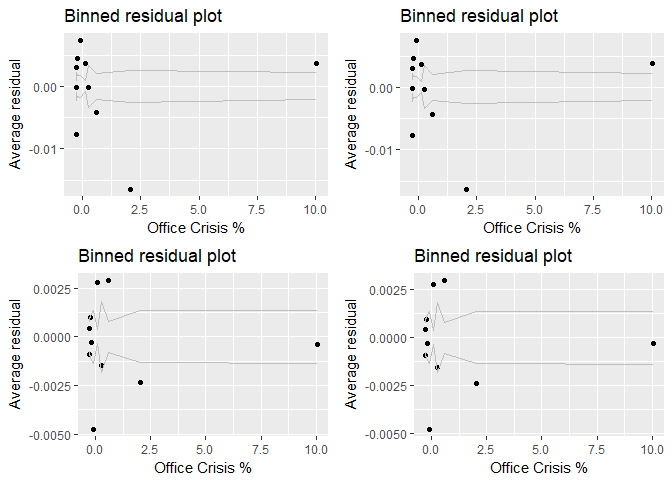 Binned residual plot
Average residual
0.00
-0.01
0.0 2.5 5.0 7.5 10.0
Office Crisis %
Binned residual plot
Average residual
0.00
-0.01
0.0 2.5 5.0 7.5 10.0
Office Crisis %
Binned residual plot
Average residual
0.0025
0.0000
-0.0025
-0.0050
0.0 2.5 5.0 7.5 10.0
Office Crisis %
Binned residual plot
Average residual
0.0025
0.0000
-0.0025
-0.0050
0.0 2.5 5.0 7.5 10.0
Office Crisis %